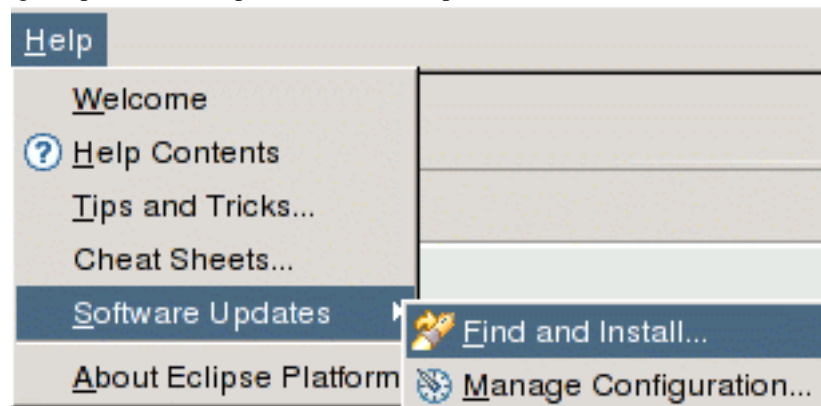 Help
Welcome
Help Contents
Tips and Tricks...
Cheat Sheets...
Software Updates
Find and Install...
About Eclipse Platform
Manage Configuration...